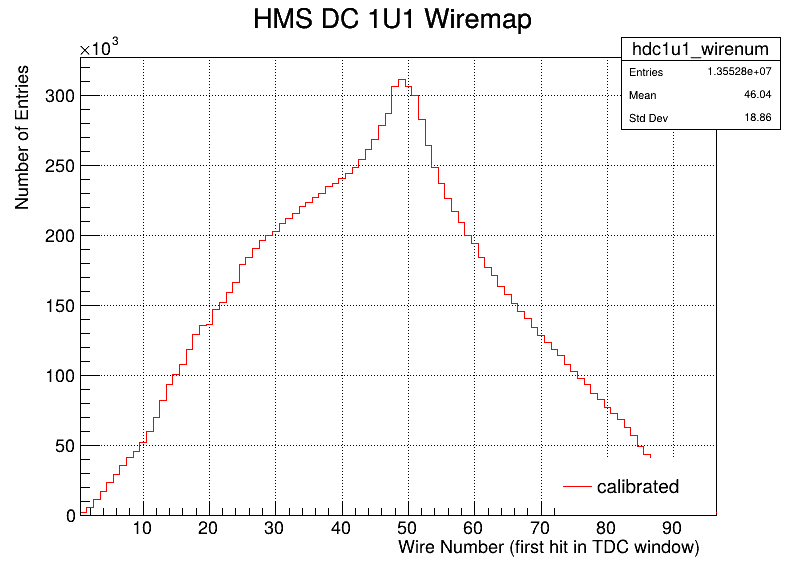 HMS DC 1U1 Wiremap
×10³
hdc1u1_wirenum
Entries 1.35528e+07
Mean 46.04
Std Dev 18.86
Number of Entries
300
250
200
150
100
50
0
10 20 30 40 50 60 70 80 90
calibrated
Wire Number (first hit in TDC window)